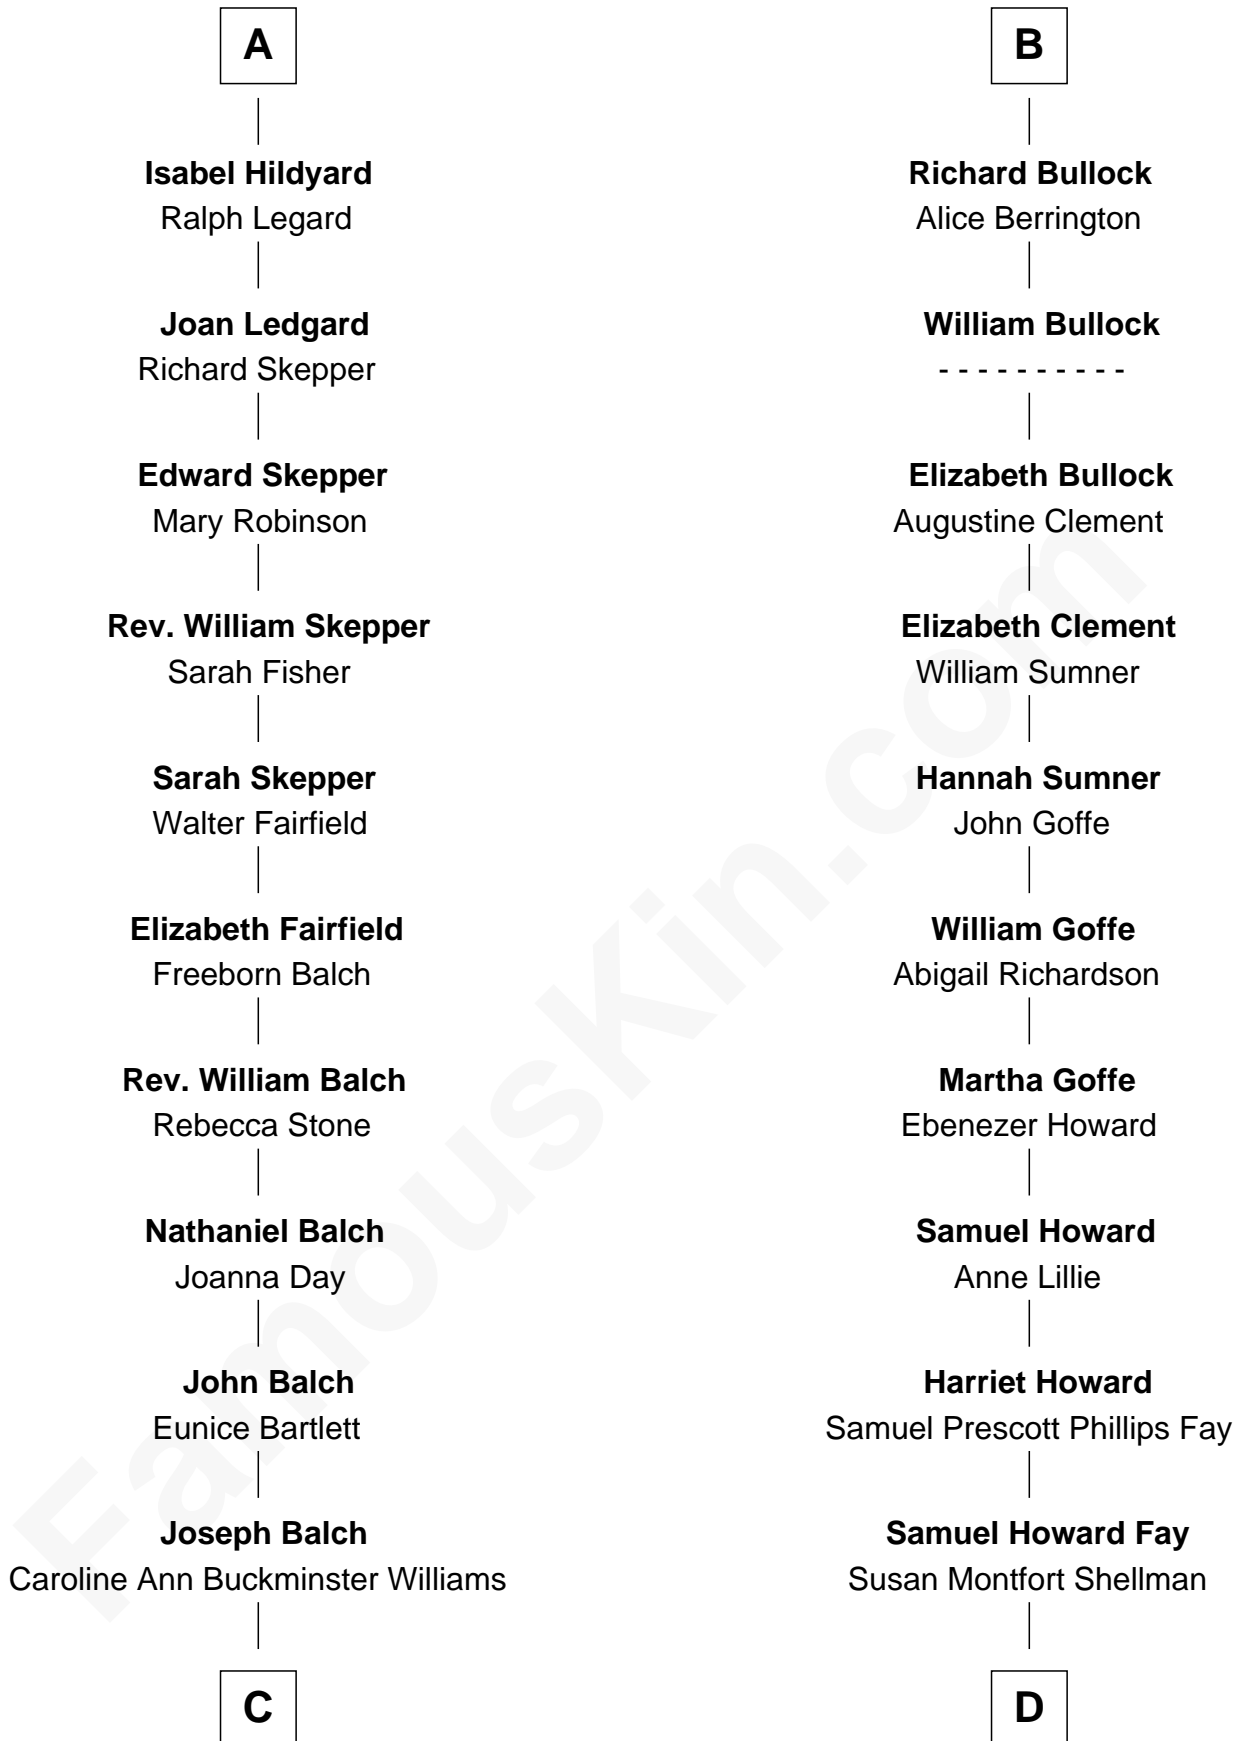 A
Isabel Hildyard
Ralph Legard
Joan Ledgard
Richard Skepper
Edward Skepper
Mary Robinson
Rev. William Skepper
Sarah Fisher
Sarah Skepper
Walter Fairfield
Elizabeth Fairfield
Freeborn Balch
Rev. William Balch
Rebecca Stone
Nathaniel Balch
Joanna Day
John Balch
Eunice Bartlett
Joseph Balch
Caroline Ann Buckminster Williams
C
B
Richard Bullock
Alice Berrington
William Bullock
- - - - - - - - - -
Elizabeth Bullock
Augustine Clement
Elizabeth Clement
William Sumner
Hannah Sumner
John Goffe
William Goffe
Abigail Richardson
Martha Goffe
Ebenezer Howard
Samuel Howard
Anne Lillie
Harriet Howard
Samuel Prescott Phillips Fay
Samuel Howard Fay
Susan Montfort Shellman
D
FamousKin.com